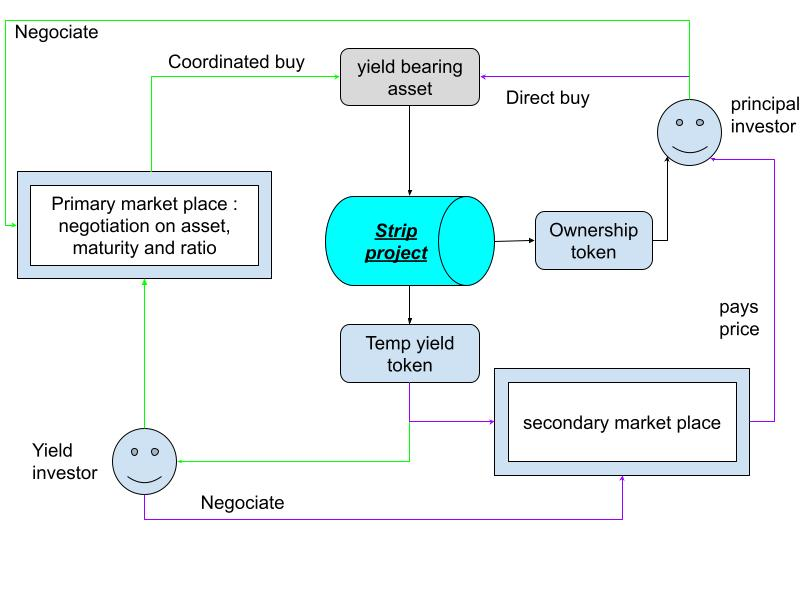 Negociate
Coordinated buy
yield bearing
asset
Direct buy
principal
investor
Primary market place :
negotiation on asset,
maturity and ratio
Strip
project
Ownership
token
pays
price
Temp yield
token
secondary market place
Yield
investor
Negociate